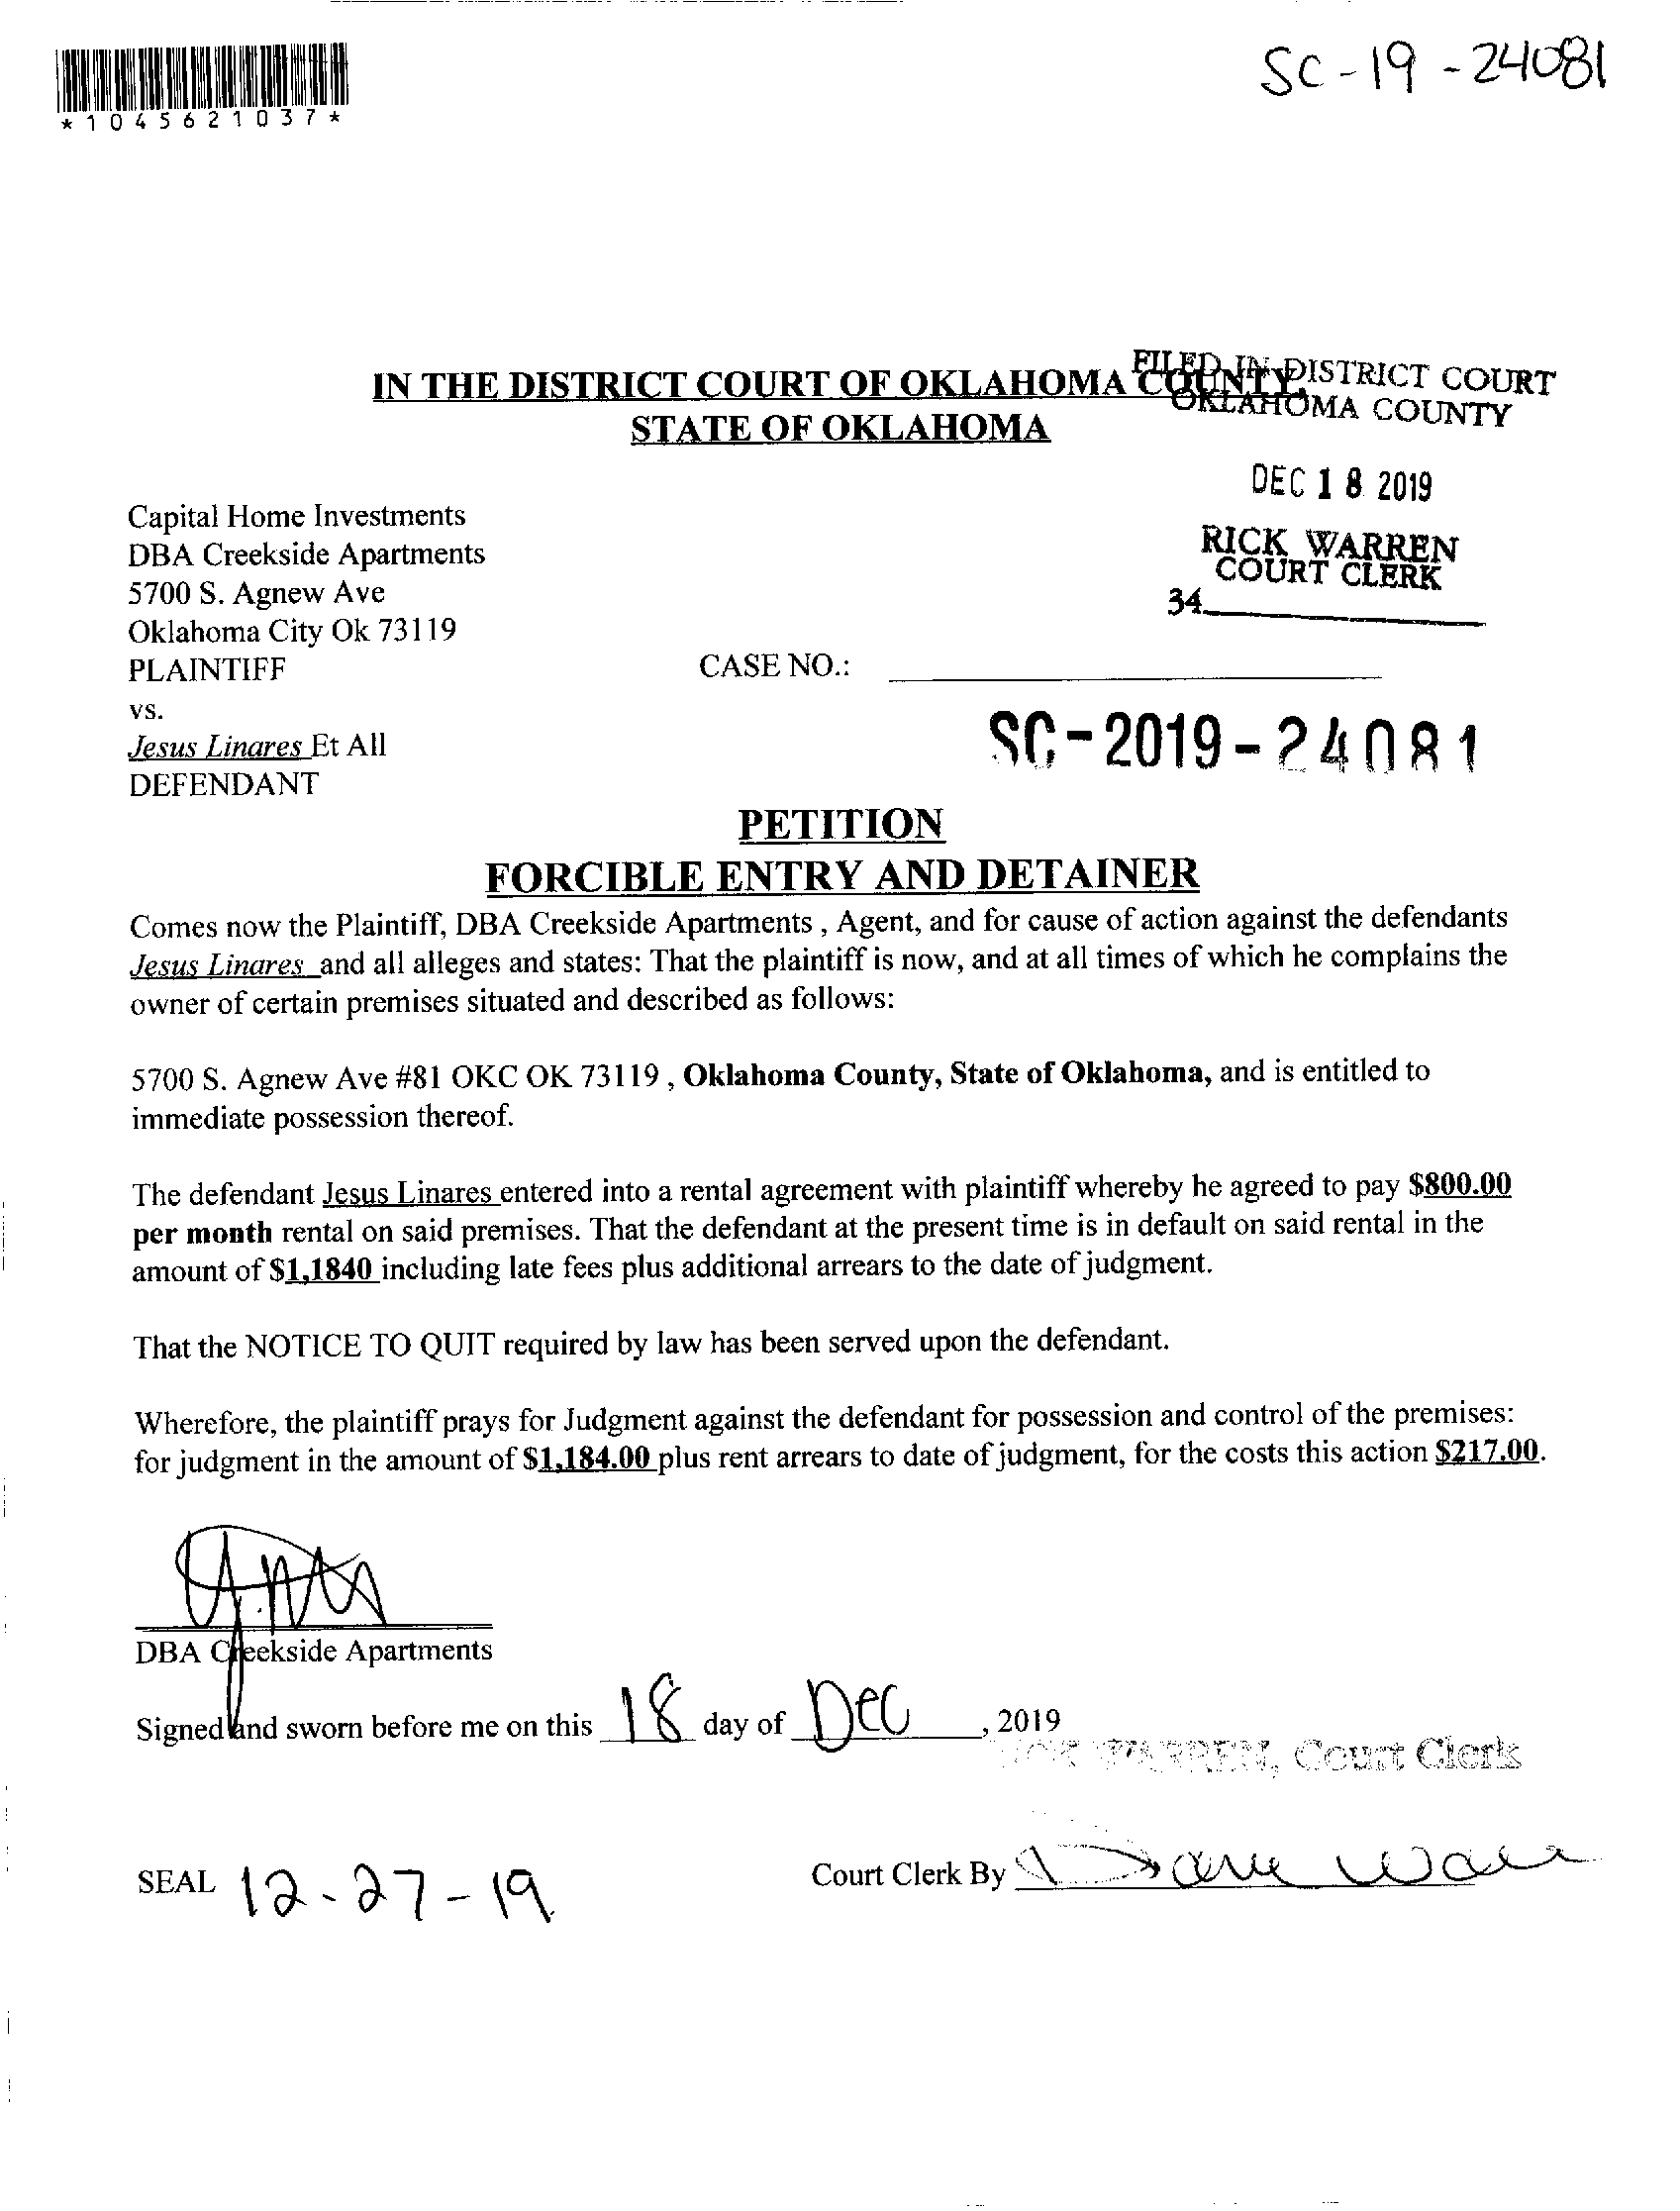 SC-19-24081
*1045621037*
IN THE DISTRICT COURT OF OKLAHOMA COUNTY
STATE OF OKLAHOMA
FILED IN DISTRICT COURT
OKLAHOMA COUNTY
DEC 18 2019
RICK WARREN
COURT CLERK
34
Capital Home Investments
DBA Creekside Apartments
5700 S. Agnew Ave
Oklahoma City Ok 73119
PLAINTIFF
CASE NO.:
vs.
Jesus Linares Et All
SC-2019-24081
DEFENDANT
PETITION
FORCIBLE ENTRY AND DETAINER
Comes now the Plaintiff, DBA Creekside Apartments , Agent, and for cause of action against the defendants
Jesus Linares and all alleges and states: That the plaintiff is now, and at all times of which he complains the
owner of certain premises situated and described as follows:
5700 S. Agnew Ave #81 OKC OK 73119 , Oklahoma County, State of Oklahoma, and is entitled to
immediate possession thereof.
The defendant Jesus Linares entered into a rental agreement with plaintiff whereby he agreed to pay $800.00
per month rental on said premises. That the defendant at the present time is in default on said rental in the
amount of $1,1840 including late fees plus additional arrears to the date of judgment.
That the NOTICE TO QUIT required by law has been served upon the defendant.
Wherefore, the plaintiff prays for Judgment against the defendant for possession and control of the premises:
for judgment in the amount of $1,184.00 plus rent arrears to date of judgment, for the costs this action $217.00.
DBA Creekside Apartments
Signed and sworn before me on this 18 day of Dec , 2019
WARREN, Court Clerk
SEAL 12-27-19
Court Clerk By